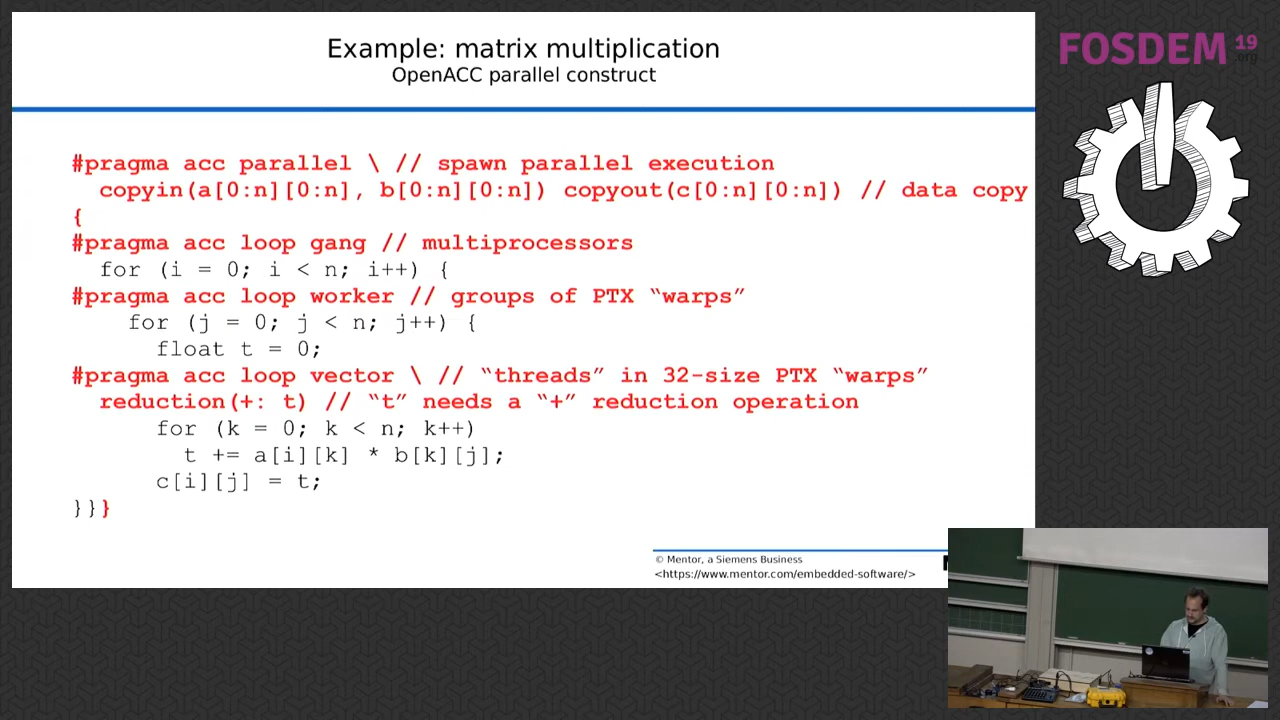 Example: matrix multiplication
OpenACC parallel construct
#pragma acc parallel \ // spawn parallel execution
copyin(a[0:n][0:n], b[0:n][0:n]) copyout(c[0:n][0:n]) // data copy
{
#pragma acc loop gang // multiprocessors
for (i = 0; i < n; i++) {
#pragma acc loop worker // groups of PTX “warps”
for (j = 0; j < n; j++) {
float t = 0;
#pragma acc loop vector \ // “threads” in 32-size PTX “warps”
reduction(+: t) // “t” needs a “+” reduction operation
for (k = 0; k < n; k++)
t += a[i][k] * b[k][j];
c[i][j] = t;
}}}
© Mentor, a Siemens Business
<https://www.mentor.com/embedded-software/>
FOSDEM 19
.org